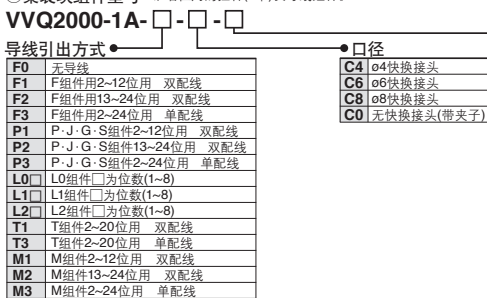 VVQ2000-1A-□-□-□
导线引出方式
F0 无导线
F1 F组件用2~12位用 双配线
F2 F组件用13~24位用 双配线
F3 F组件用2~24位用 单配线
P1 P·J·G·S组件2~12位用 双配线
P2 P·J·G·S组件13~24位用 双配线
P3 P·J·G·S组件2~24位用 单配线
L0□ L0组件□为位数(1~8)
L1□ L1组件□为位数(1~8)
L2□ L2组件□为位数(1~8)
T1 T组件2~20位用 双配线
T3 T组件2~20位用 单配线
M1 M组件2~12位用 双配线
M2 M组件13~24位用 双配线
M3 M组件2~24位用 单配线
口径
C4 ø4快换接头
C6 ø6快换接头
C8 ø8快换接头
C0 无快换接头(带夹子)